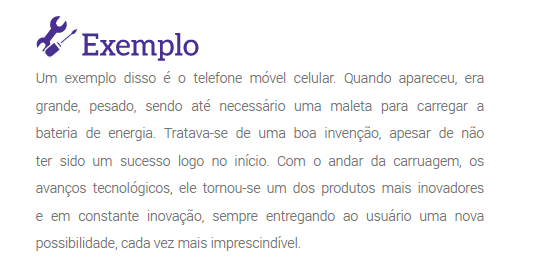 Exemplo
Um exemplo disso é o telefone móvel celular. Quando apareceu, era
grande, pesado, sendo até necessário uma maleta para carregar a
bateria de energia. Tratava-se de uma boa invenção, apesar de não
ter sido um sucesso logo no início. Com o andar da carruagem, os
avanços tecnológicos, ele tornou-se um dos produtos mais inovadores
e em constante inovação, sempre entregando ao usuário uma nova
possibilidade, cada vez mais imprescindível.